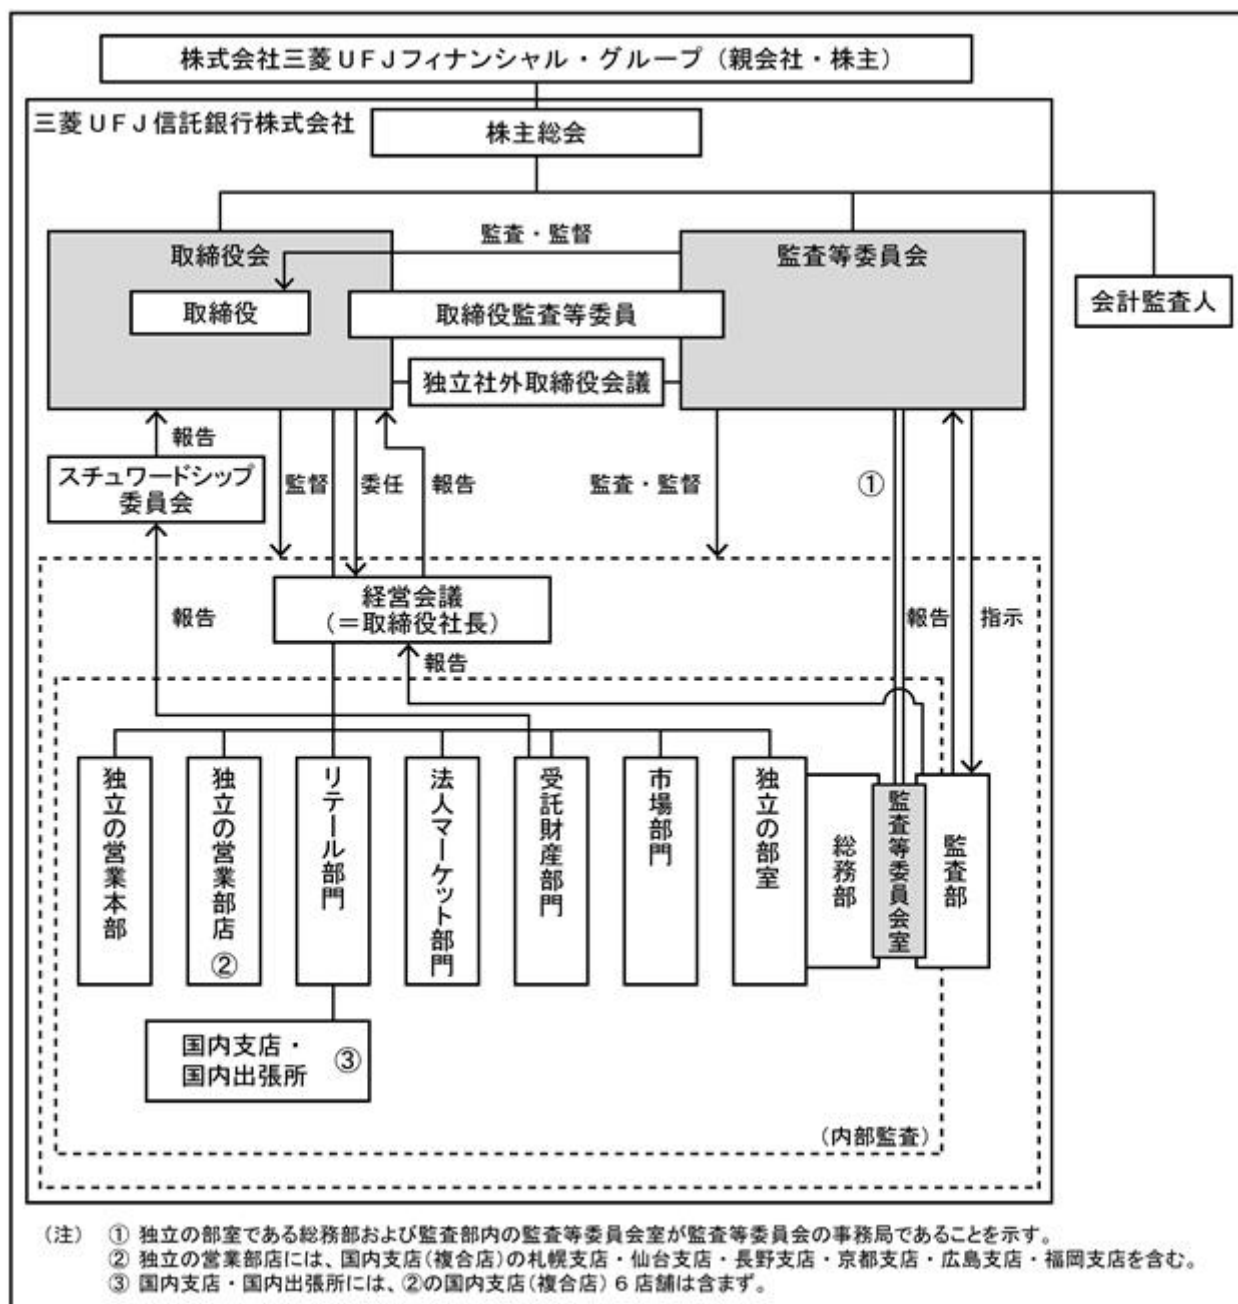 株式会社三菱UFJフィナンシャル・グループ（親会社・株主）
三菱UFJ信託銀行株式会社
株主総会
監査・監督
取締役会
監査等委員会
取締役
取締役監査等委員
会計監査人
独立社外取締役会議
報告
スチュワードシップ
委員会
監督
委任
報告
監査・監督
①
経営会議
（＝取締役社長）
報告
報告
指示
報告
独立の営業本部
独立の営業部店②
リテール部門
法人マーケット部門
受託財産部門
市場部門
独立の部室
総務部
監査等委員会室
監査部
国内支店・
国内出張所
③
（内部監査）
（注） ① 独立の部室である総務部および監査部内の監査等委員会室が監査等委員会の事務局であることを示す。
② 独立の営業部店には、国内支店（複合店）の札幌支店・仙台支店・長野支店・京都支店・広島支店・福岡支店を含む。
③ 国内支店・国内出張所には、②の国内支店（複合店）6店舗は含まず。